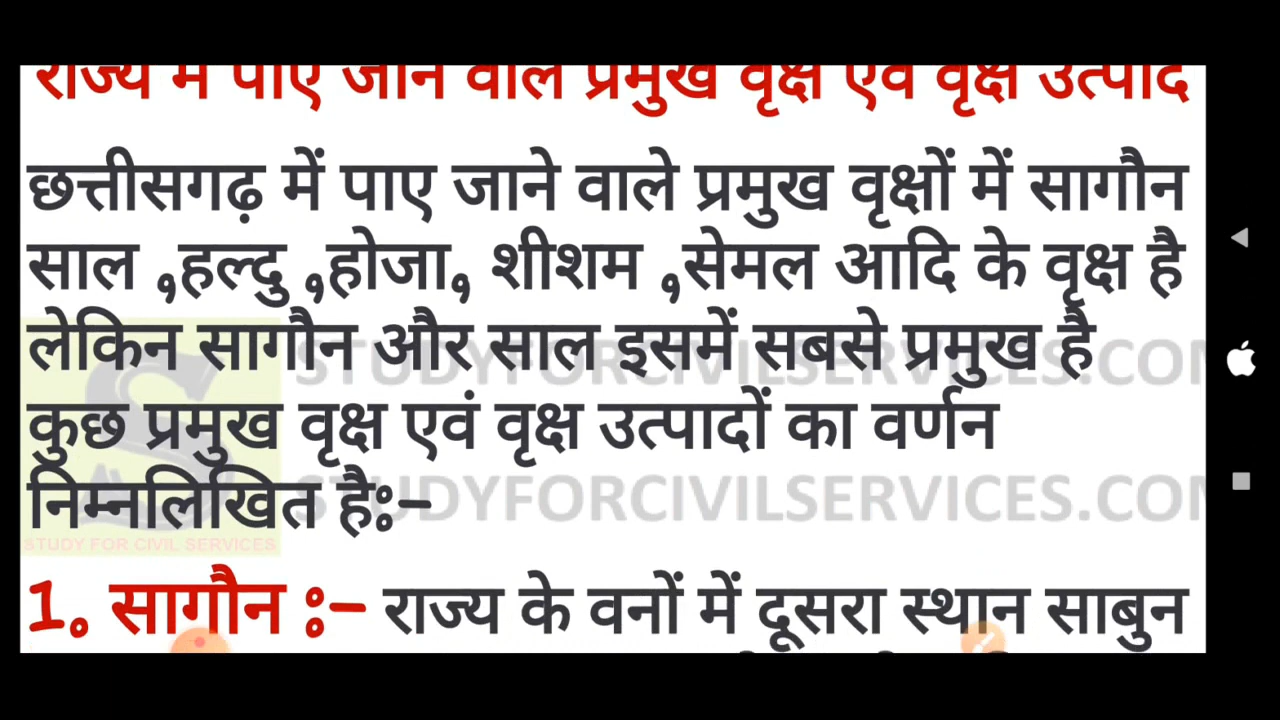 राज्य में पाए जाने वाले प्रमुख वृक्ष एवं वृक्ष उत्पाद
छत्तीसगढ़ में पाए जाने वाले प्रमुख वृक्षों में सागौन
साल ,हल्दु ,होजा, शीशम ,सेमल आदि के वृक्ष है
लेकिन सागौन और साल इसमें सबसे प्रमुख है
STUDYFORCIVILSERVICES.COM
कुछ प्रमुख वृक्ष एवं वृक्ष उत्पादों का वर्णन
निम्नलिखित है:–
STUDYFORCIVILSERVICES.COM
STUDY FOR CIVIL SERVICES
1. सागौन :– राज्य के वनों में दूसरा स्थान साबुन